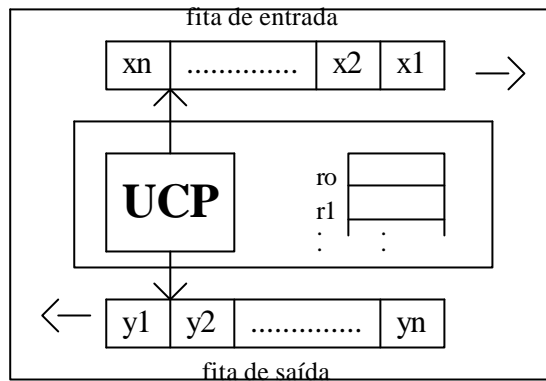 fita de entrada
xn .............. x2 x1
UCP
ro
r1
: :
y1 y2 .............. yn
fita de saída